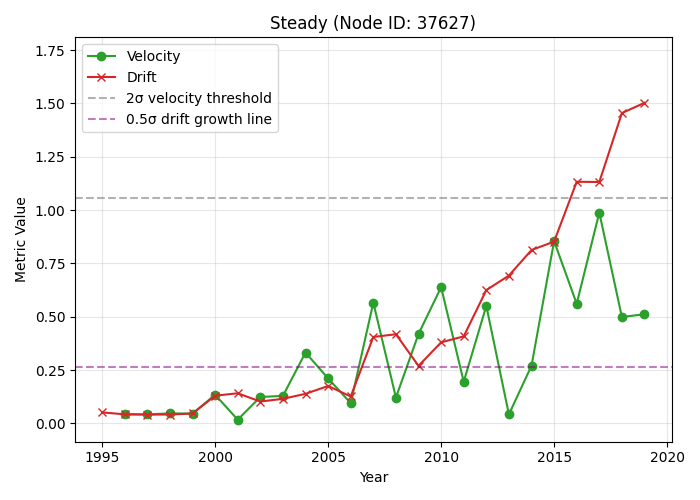 Steady (Node ID: 37627)
Velocity
Drift
2σ velocity threshold
0.5σ drift growth line
Metric Value
1.75
1.50
1.25
1.00
0.75
0.50
0.25
0.00
1995
2000
2005
2010
2015
2020
Year